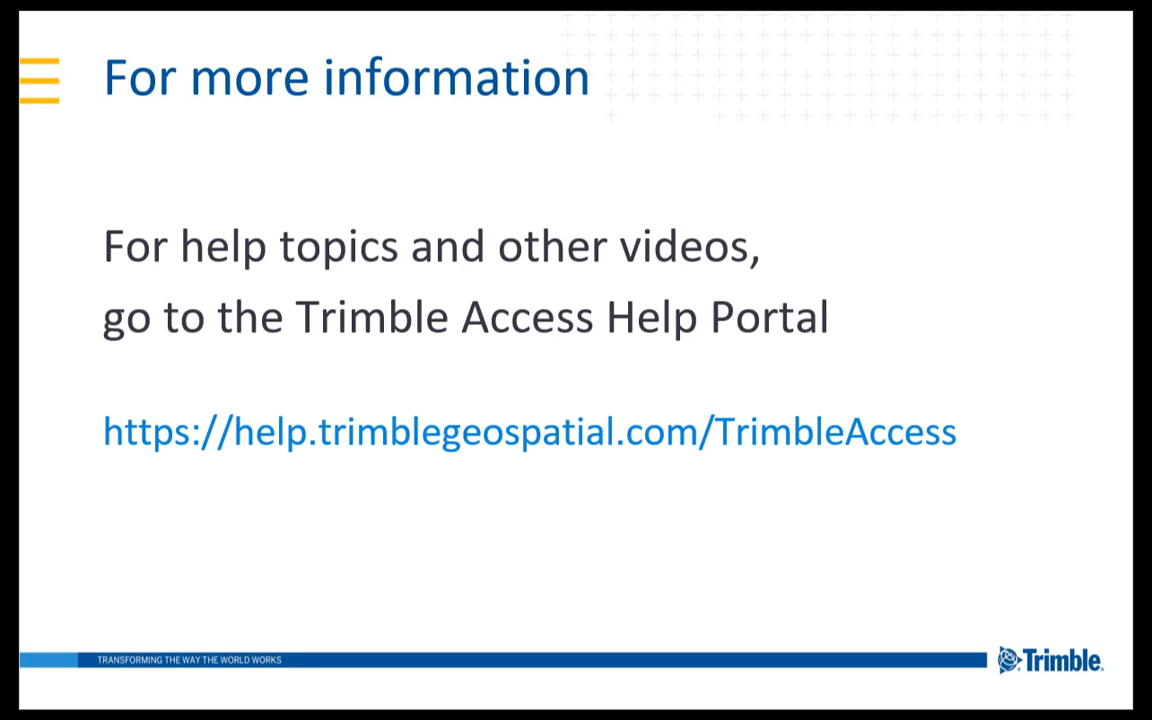 For more information
For help topics and other videos,
go to the Trimble Access Help Portal
https://help.trimblegeospatial.com/TrimbleAccess
TRANSFORMING THE WAY THE WORLD WORKS
Trimble